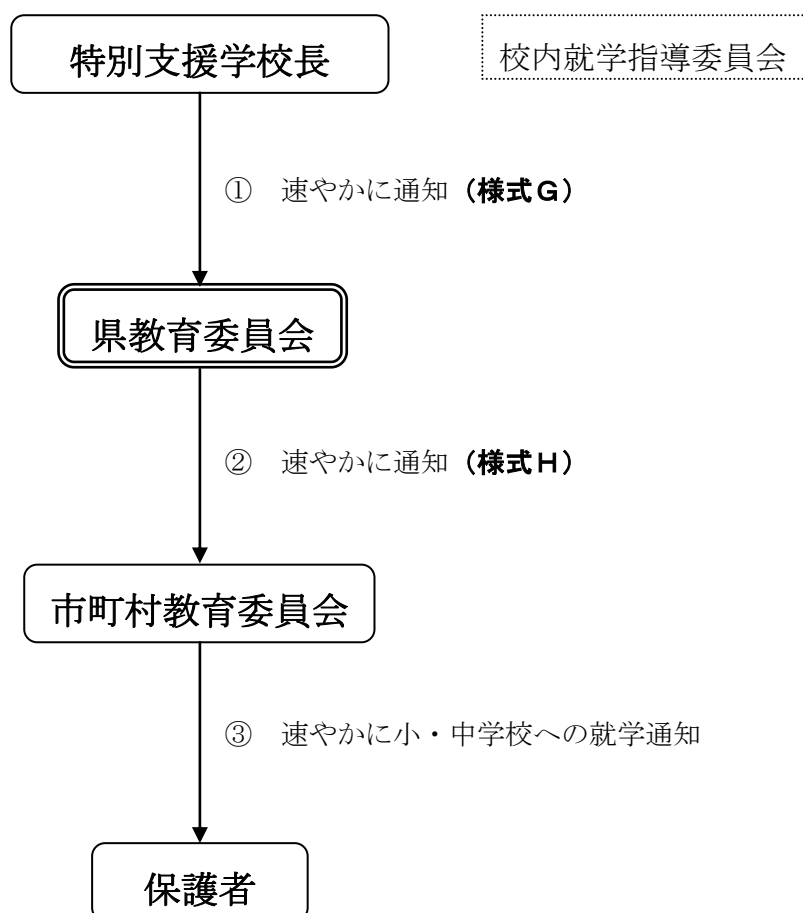 特別支援学校長
校内就学指導委員会
① 速やかに通知（様式Ｇ）
県教育委員会
② 速やかに通知（様式Ｈ）
市町村教育委員会
③ 速やかに小・中学校への就学通知
保護者